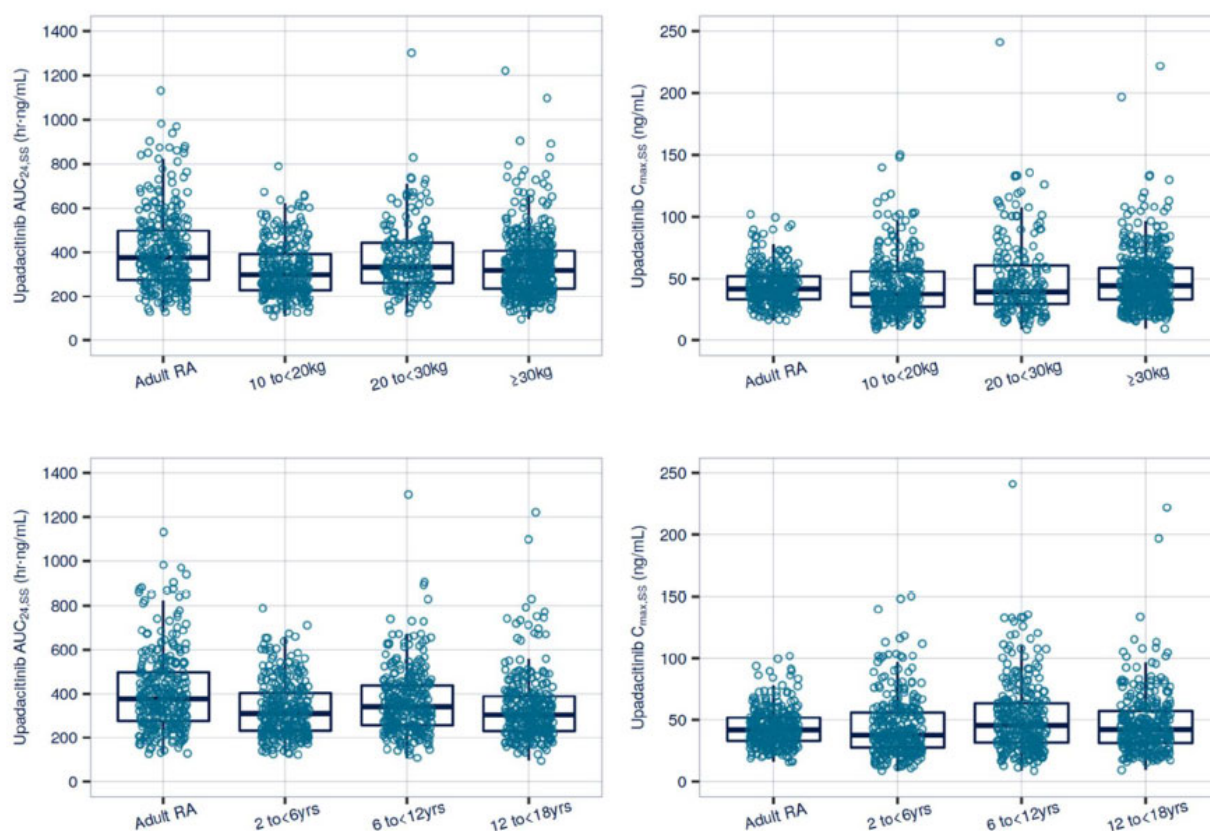 Upadacitinib AUC24,SS (hr·ng/mL)
1400
1200
1000
800
600
400
200
0
Adult RA
10 to<20kg
20 to<30kg
≥30kg
Upadacitinib Cmax,SS (ng/mL)
250
200
150
100
50
0
Adult RA
10 to<20kg
20 to<30kg
≥30kg
Upadacitinib AUC24,SS (hr·ng/mL)
1400
1200
1000
800
600
400
200
0
Adult RA
2 to<6yrs
6 to<12yrs
12 to<18yrs
Upadacitinib Cmax,SS (ng/mL)
250
200
150
100
50
0
Adult RA
2 to<6yrs
6 to<12yrs
12 to<18yrs